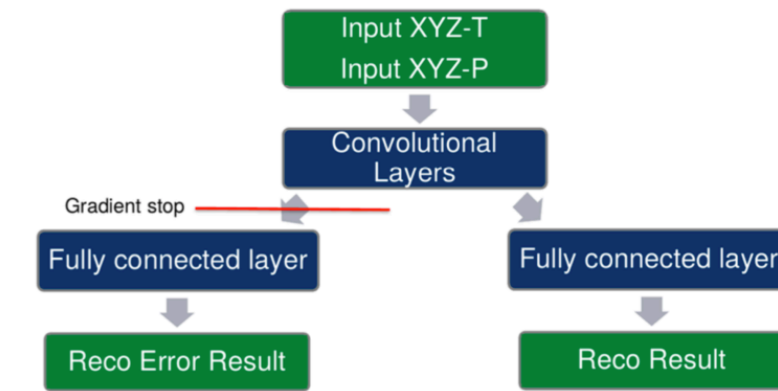 Input XYZ-T
Input XYZ-P
Convolutional
Layers
Gradient stop
Fully connected layer
Fully connected layer
Reco Error Result
Reco Result